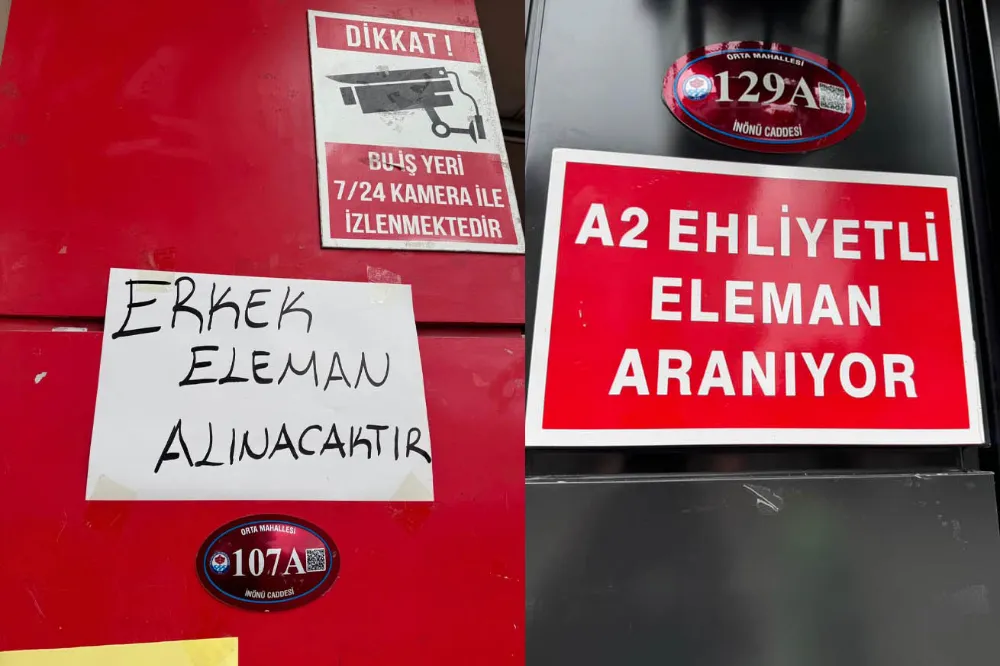 DİKKAT !
BU İŞ YERİ
7/24 KAMERA İLE
İZLENMEKTEDİR
ERKEK
ELEMAN
ALINACAKTIR
ORTA MAHALLESİ
107A
İNÖNÜ CADDESİ
ORTA MAHALLESİ
129A
İNÖNÜ CADDESİ
A2 EHLİYETLİ
ELEMAN
ARANIYOR